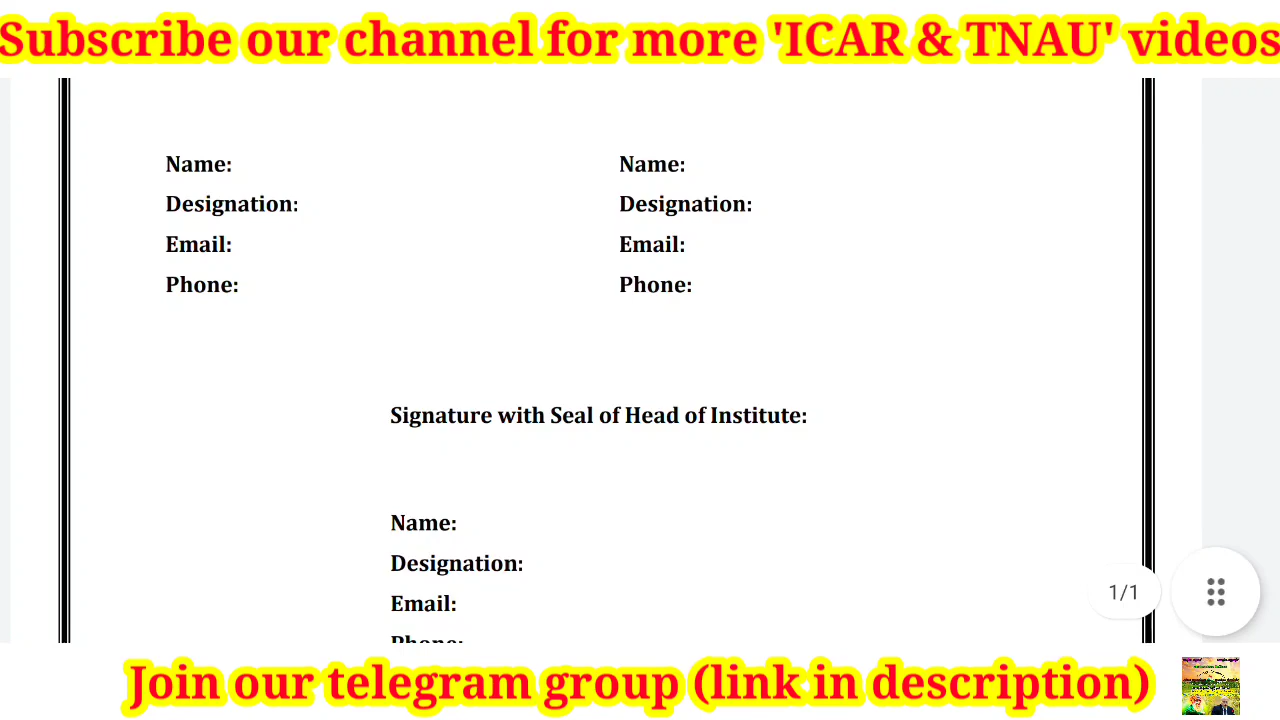 Subscribe our channel for more 'ICAR & TNAU' videos
Name:
Designation:
Email:
Phone:
Name:
Designation:
Email:
Phone:
Signature with Seal of Head of Institute:
Name:
Designation:
Email:
Phone:
1/1
Join our telegram group (link in description)